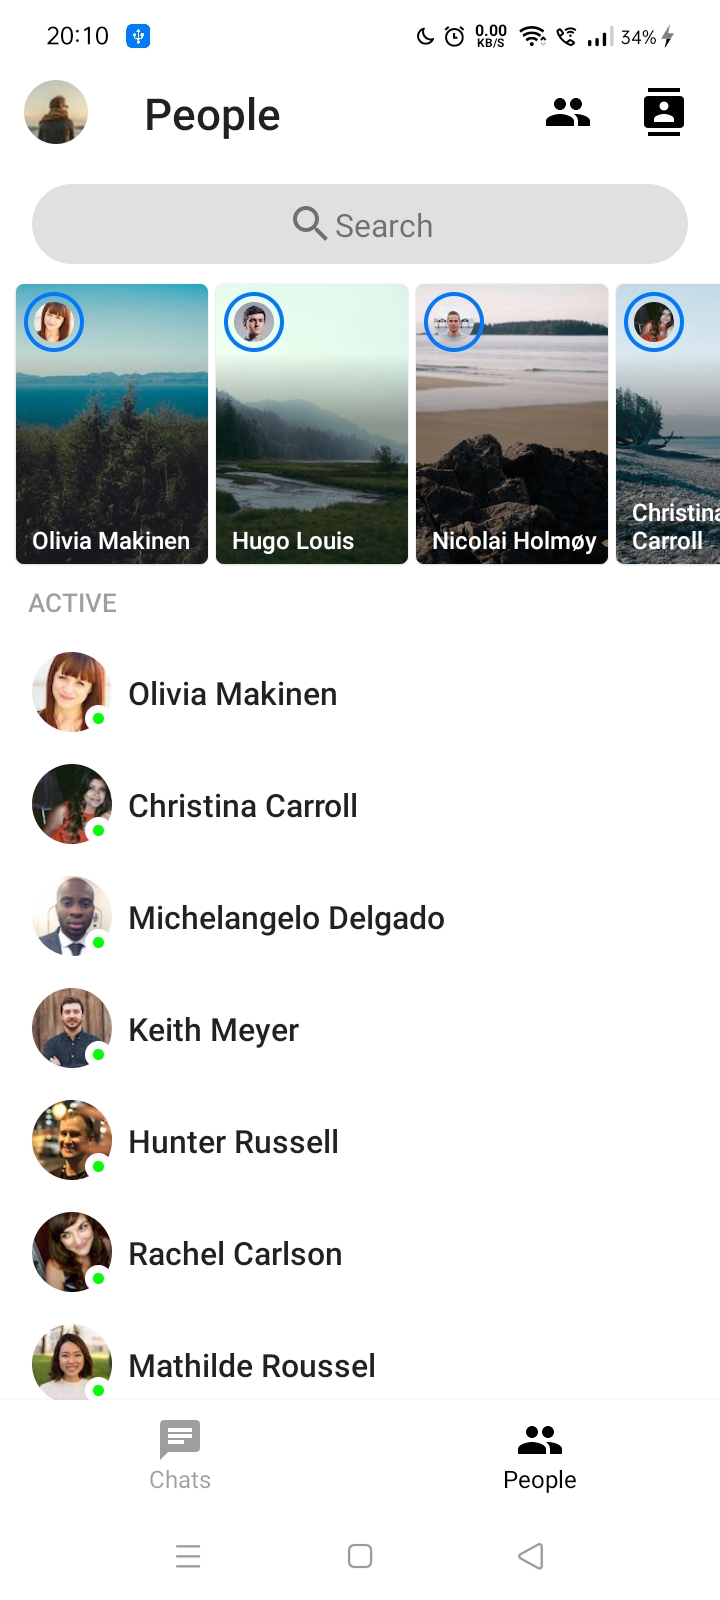 20:10
0.00
KB/S
34%
People
Search
Olivia Makinen
Hugo Louis
Nicolai Holmøy
Christina
Carroll
ACTIVE
Olivia Makinen
Christina Carroll
Michelangelo Delgado
Keith Meyer
Hunter Russell
Rachel Carlson
Mathilde Roussel
Chats
People